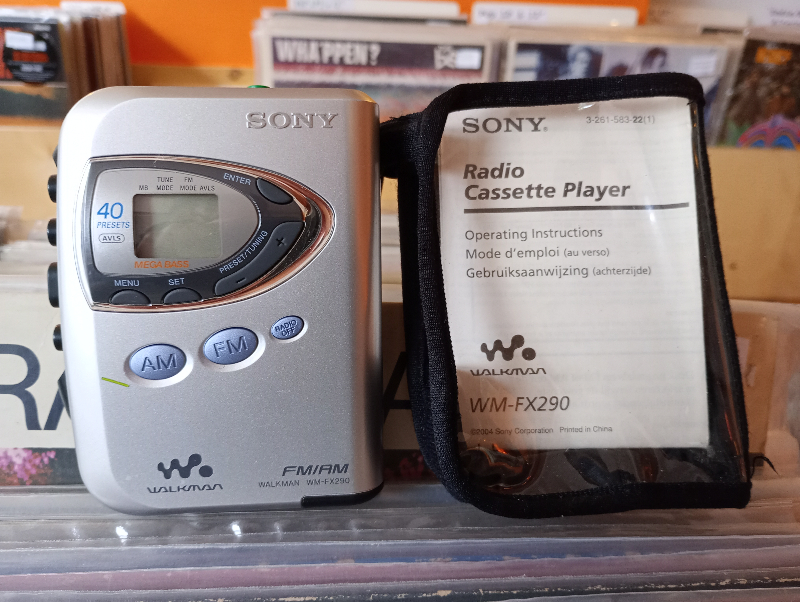 WHA'PPEN?
SONY
TUNE FM
MB MODE MODE AVLS
ENTER
40
PRESETS
AVLS
MEGA BASS
PRESET/TUNING
+
-
MENU SET
AM
FM
RADIO
OFF
WALKMAN
FM/AM
WALKMAN WM-FX290
SONY®
3-261-583-22(1)
Radio
Cassette Player
Operating Instructions
Mode d'emploi (au verso)
Gebruiksaanwijzing (achterzijde)
WALKMAN
WM-FX290
©2004 Sony Corporation Printed in China